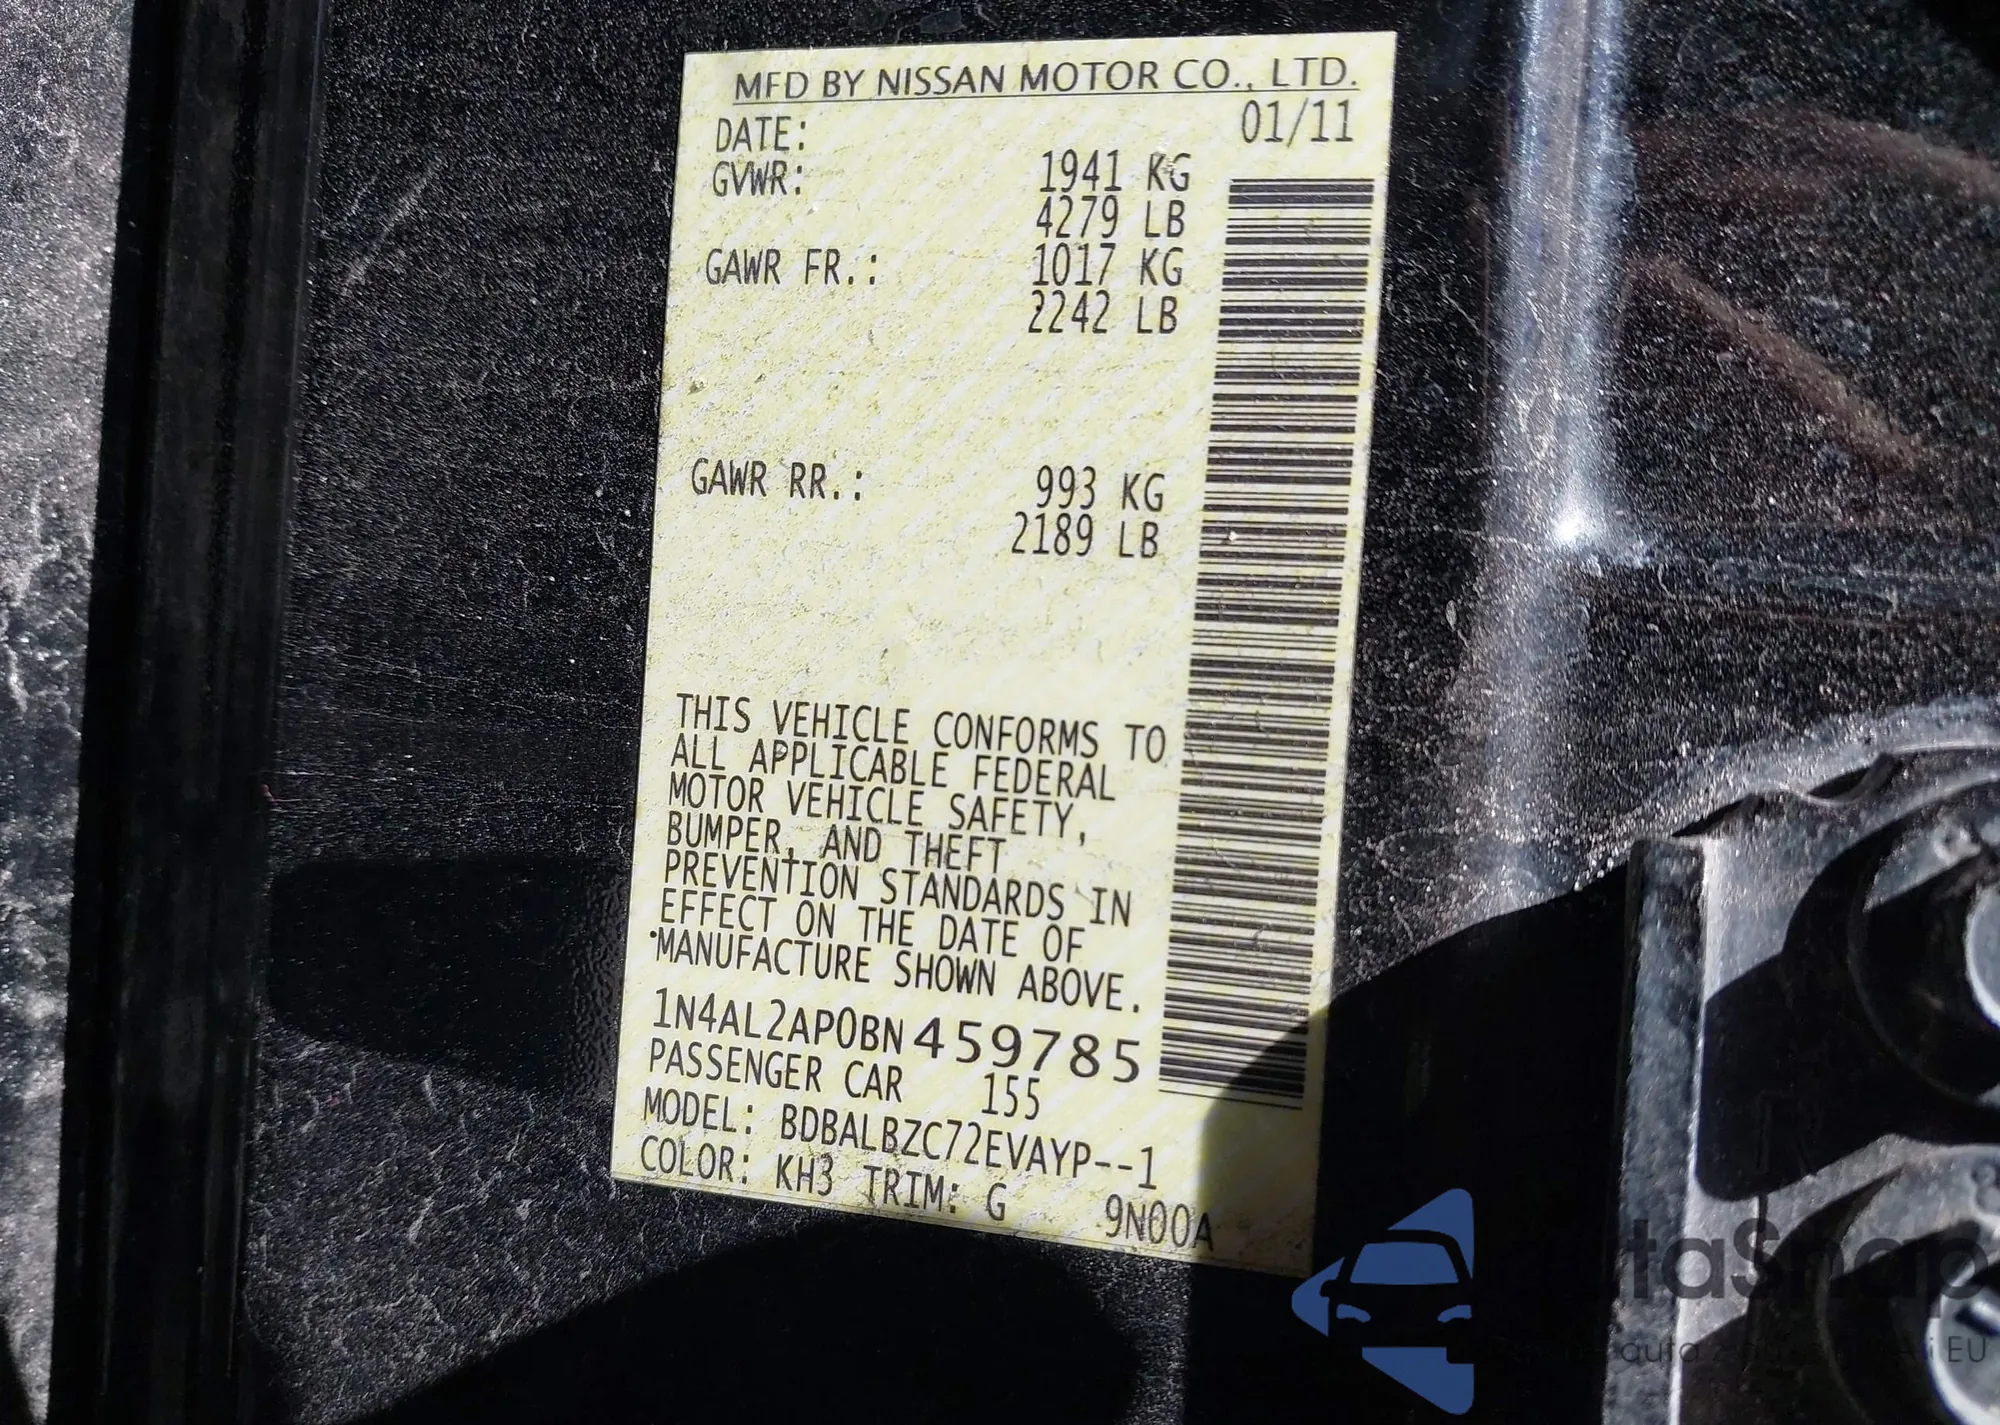 MFD BY NISSAN MOTOR CO., LTD.
DATE: 01/11
GVWR: 1941 KG
4279 LB
GAWR FR.: 1017 KG
2242 LB
GAWR RR.: 993 KG
2189 LB
THIS VEHICLE CONFORMS TO
ALL APPLICABLE FEDERAL
MOTOR VEHICLE SAFETY,
BUMPER, AND THEFT
PREVENTION STANDARDS IN
EFFECT ON THE DATE OF
MANUFACTURE SHOWN ABOVE.
1N4AL2AP0BN459785
PASSENGER CAR 155
MODEL: BDBALBZC72EVAYP--1
COLOR: KH3 TRIM: G 9N00A
autaSnap
auta z EU